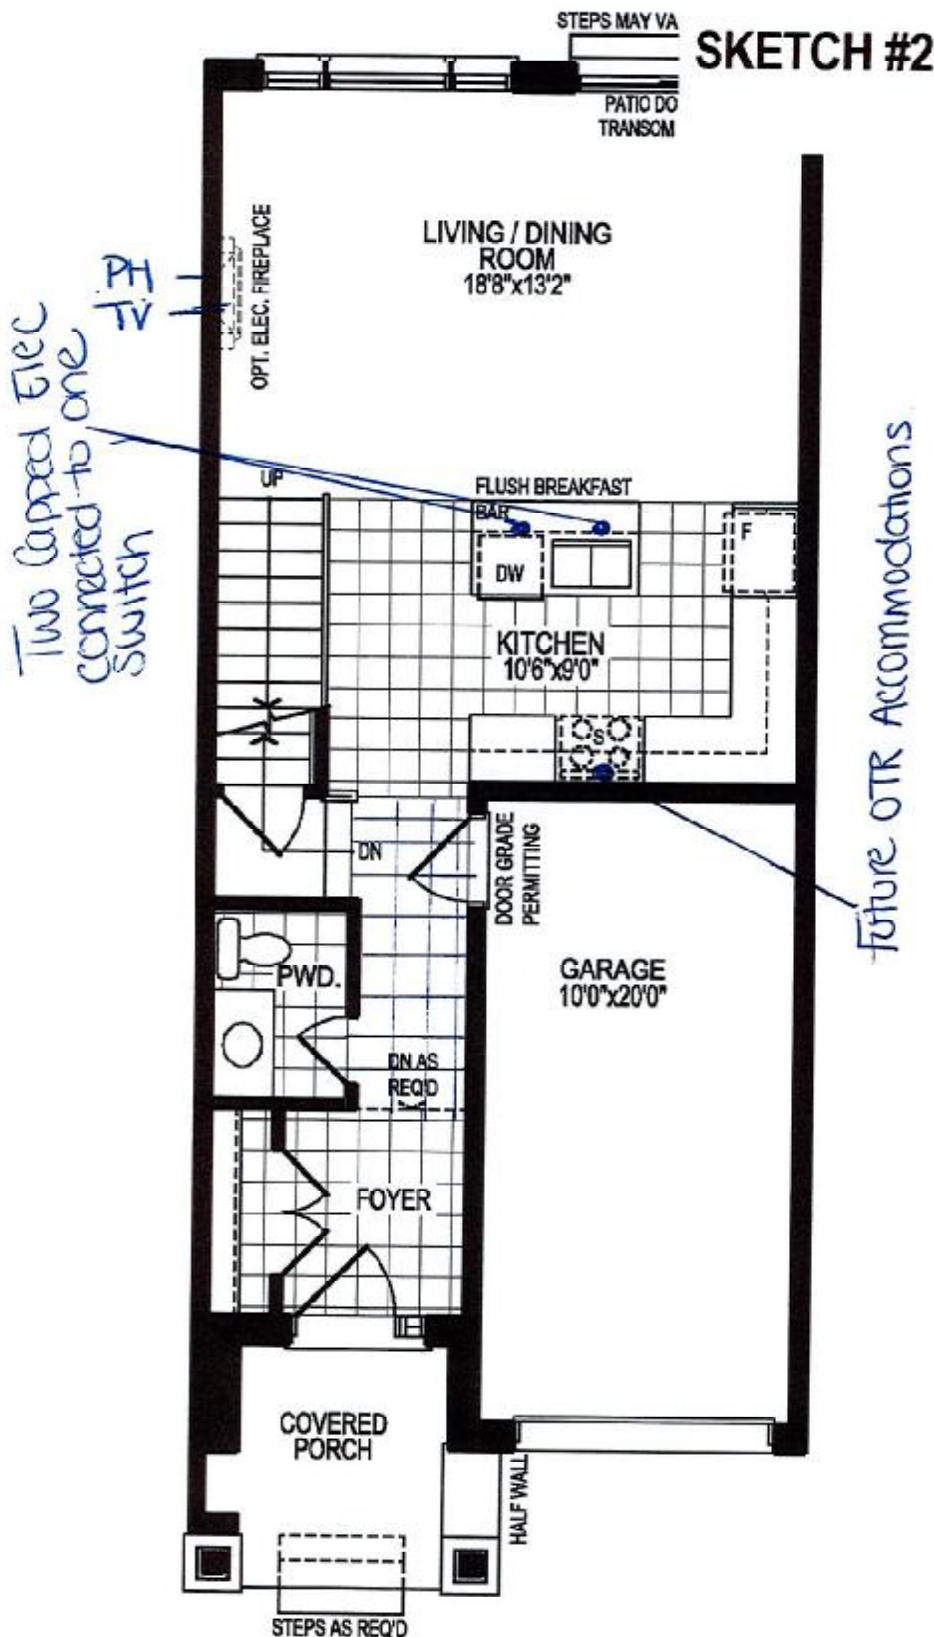 STEPS MAY VA
SKETCH #2
PATIO DO
TRANSOM
LIVING / DINING
ROOM
18'8"x13'2"
OPT. ELEC. FIREPLACE
PH
TV
Two Capped Elec
connected to one
Switch
UP
FLUSH BREAKFAST
BAR
DW
F
KITCHEN
10'6"x9'0"
S
Future OTR Accommodations
DN
DOOR GRADE
PERMITTING
PWD.
GARAGE
10'0"x20'0"
DN AS
REQ'D
FOYER
COVERED
PORCH
HALF WALL
STEPS AS REQ'D